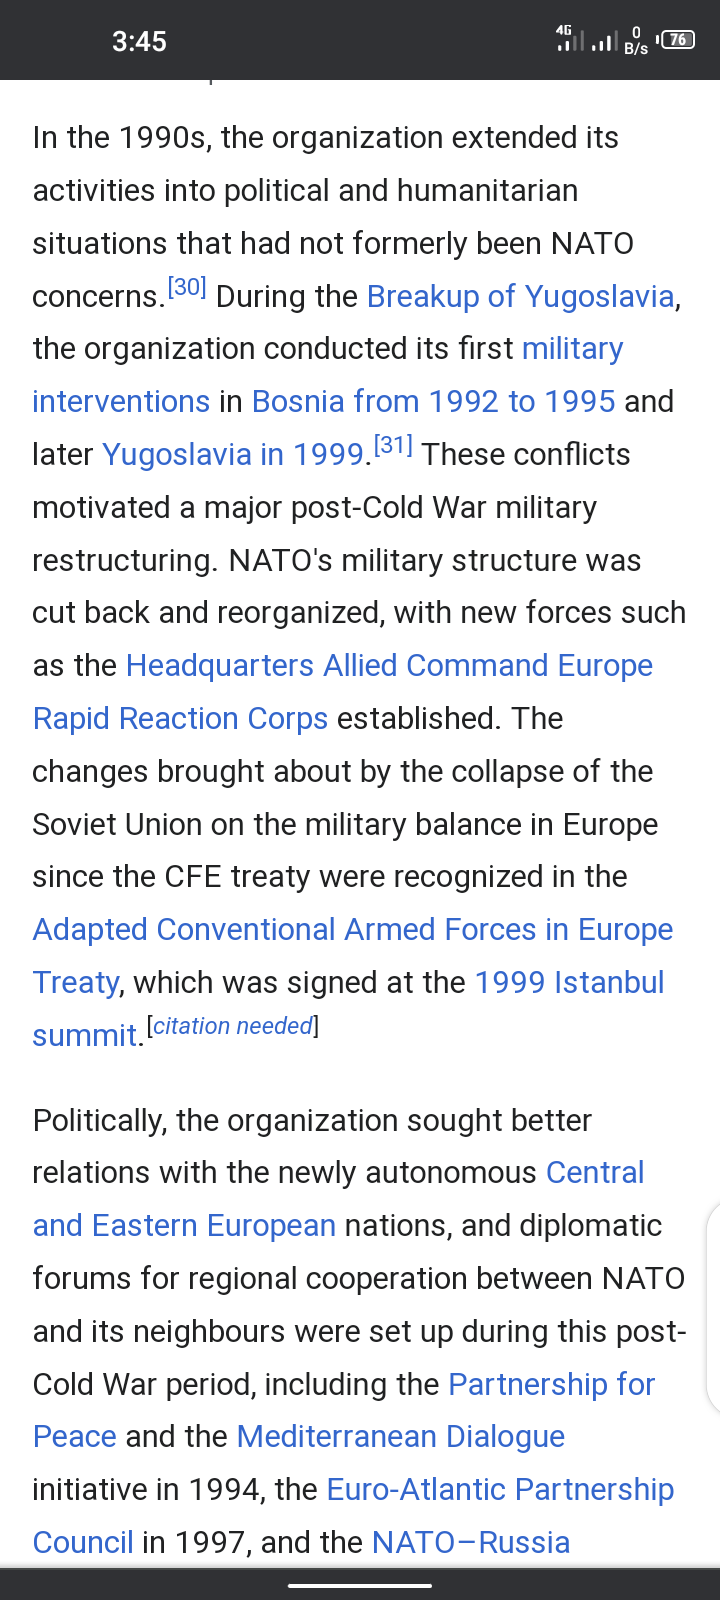 3:45
4G
0
B/s
76
In the 1990s, the organization extended its
activities into political and humanitarian
situations that had not formerly been NATO
concerns.[30] During the Breakup of Yugoslavia,
the organization conducted its first military
interventions in Bosnia from 1992 to 1995 and
later Yugoslavia in 1999.[31] These conflicts
motivated a major post-Cold War military
restructuring. NATO's military structure was
cut back and reorganized, with new forces such
as the Headquarters Allied Command Europe
Rapid Reaction Corps established. The
changes brought about by the collapse of the
Soviet Union on the military balance in Europe
since the CFE treaty were recognized in the
Adapted Conventional Armed Forces in Europe
Treaty, which was signed at the 1999 Istanbul
summit.[citation needed]
Politically, the organization sought better
relations with the newly autonomous Central
and Eastern European nations, and diplomatic
forums for regional cooperation between NATO
and its neighbours were set up during this post-
Cold War period, including the Partnership for
Peace and the Mediterranean Dialogue
initiative in 1994, the Euro-Atlantic Partnership
Council in 1997, and the NATO–Russia